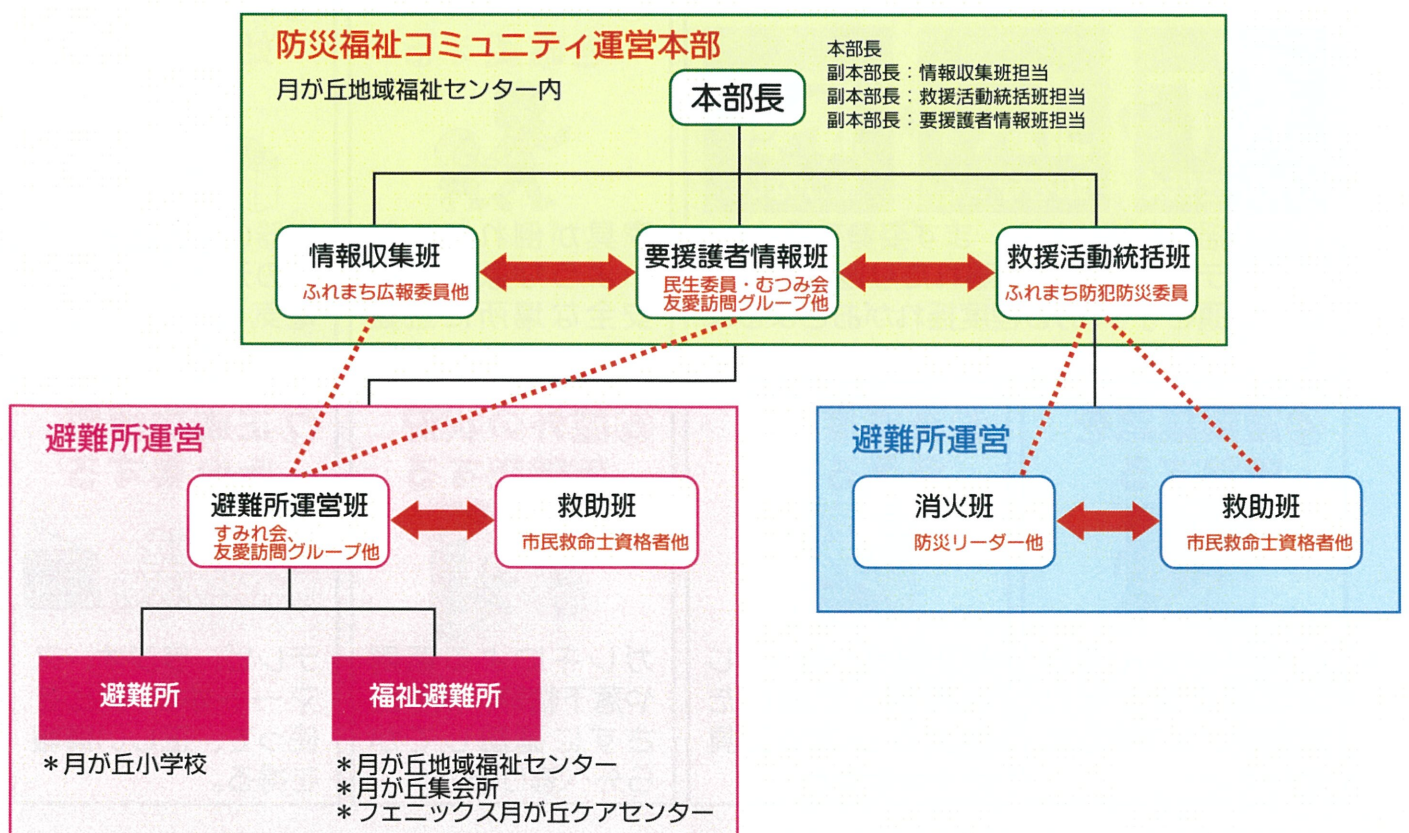 防災福祉コミュニティ運営本部
月が丘地域福祉センター内
本部長
本部長
副本部長：情報収集班担当
副本部長：救援活動統括班担当
副本部長：要援護者情報班担当
情報収集班
ふれまち広報委員他
要援護者情報班
民生委員・むつみ会
友愛訪問グループ他
救援活動統括班
ふれまち防犯防災委員
避難所運営
避難所運営班
すみれ会、
友愛訪問グループ他
救助班
市民救命士資格者他
避難所
＊月が丘小学校
福祉避難所
＊月が丘地域福祉センター
＊月が丘集会所
＊フェニックス月が丘ケアセンター
避難所運営
消火班
防災リーダー他
救助班
市民救命士資格者他